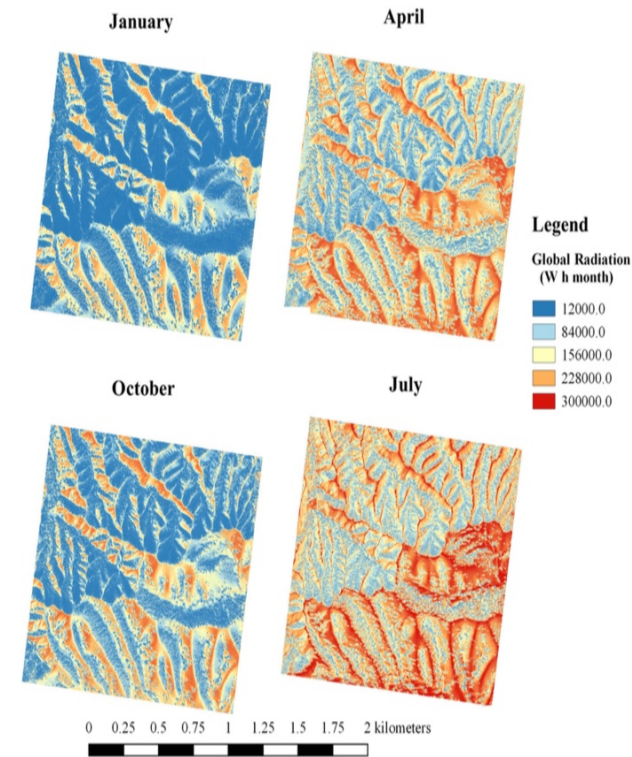 January
April
Legend
Global Radiation
(W h month)
12000.0
84000.0
156000.0
228000.0
300000.0
October
July
0 0.25 0.5 0.75 1 1.25 1.5 1.75 2 kilometers